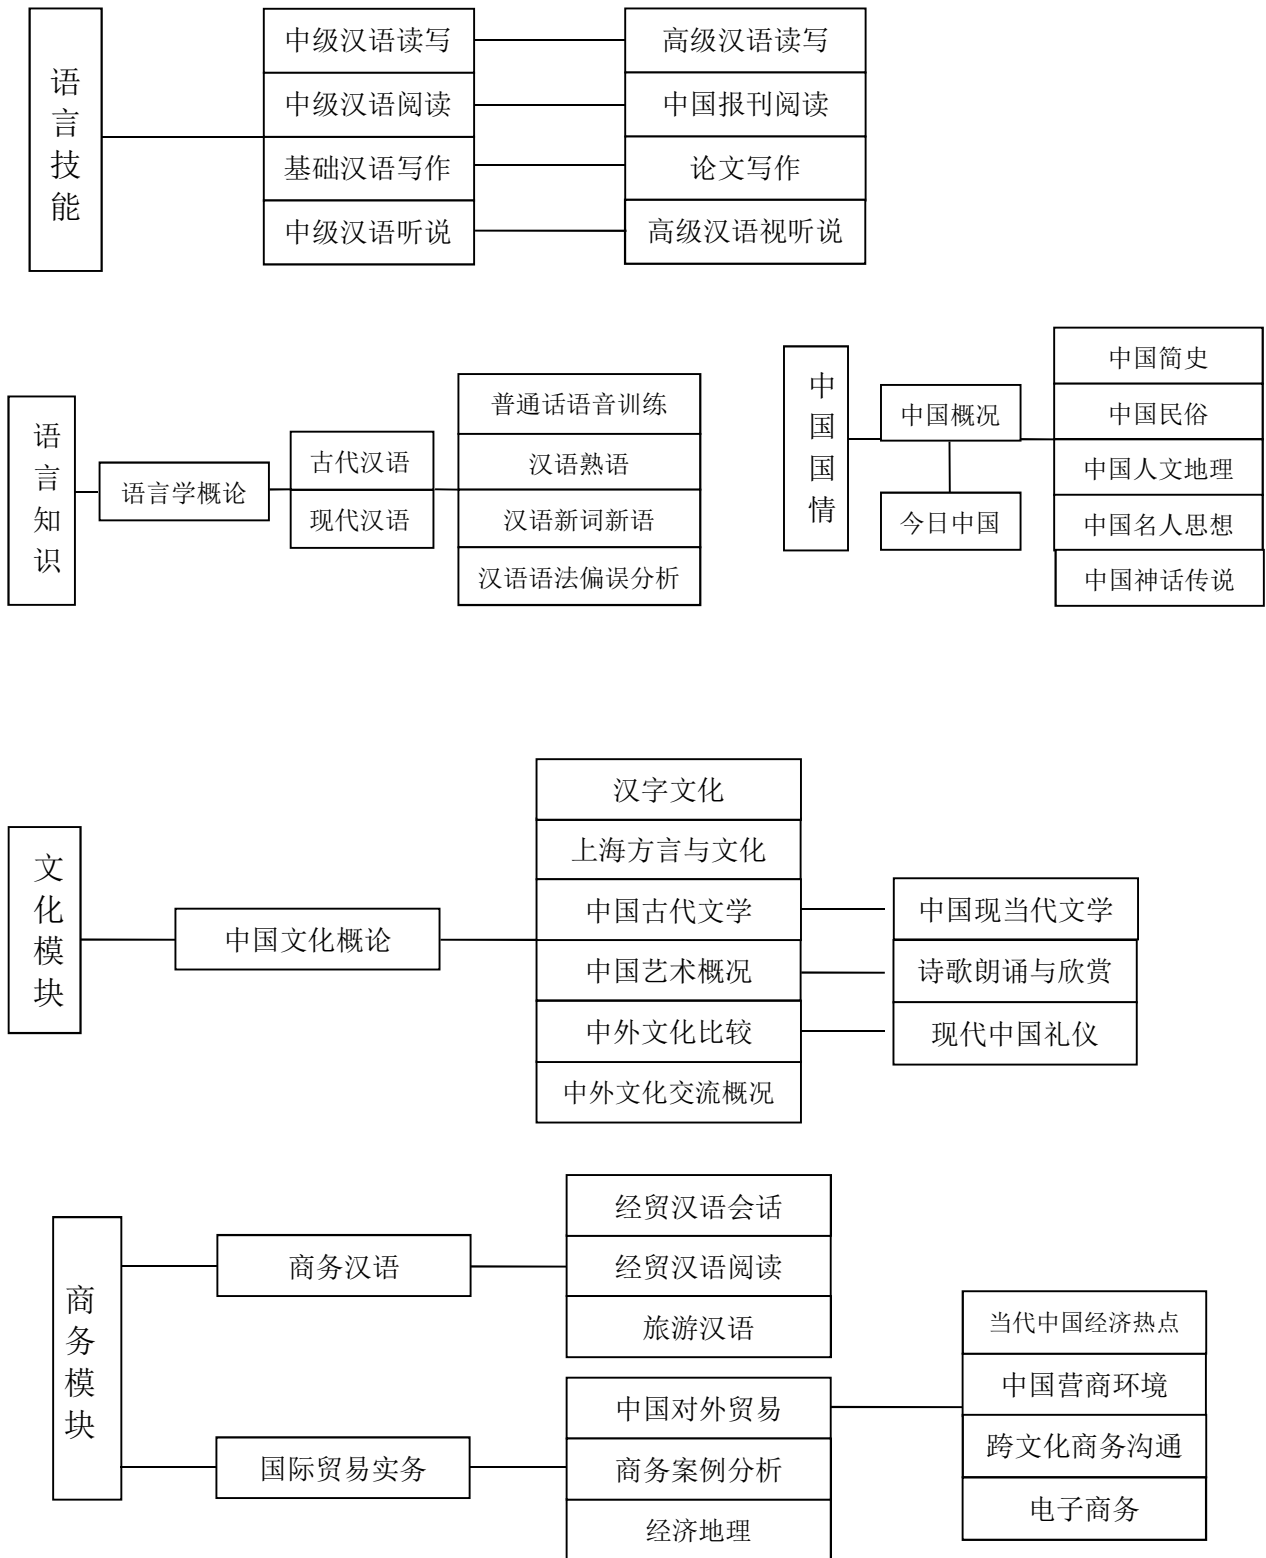 语言技能
中级汉语读写
高级汉语读写
中级汉语阅读
中国报刊阅读
基础汉语写作
论文写作
中级汉语听说
高级汉语视听说
语言知识
语言学概论
古代汉语
现代汉语
普通话语音训练
汉语熟语
汉语新词新语
汉语语法偏误分析
中国国情
中国概况
今日中国
中国简史
中国民俗
中国人文地理
中国名人思想
中国神话传说
文化模块
中国文化概论
汉字文化
上海方言与文化
中国古代文学
中国艺术概况
中外文化比较
中外文化交流概况
中国现当代文学
诗歌朗诵与欣赏
现代中国礼仪
商务模块
商务汉语
经贸汉语会话
经贸汉语阅读
旅游汉语
国际贸易实务
中国对外贸易
商务案例分析
经济地理
当代中国经济热点
中国营商环境
跨文化商务沟通
电子商务